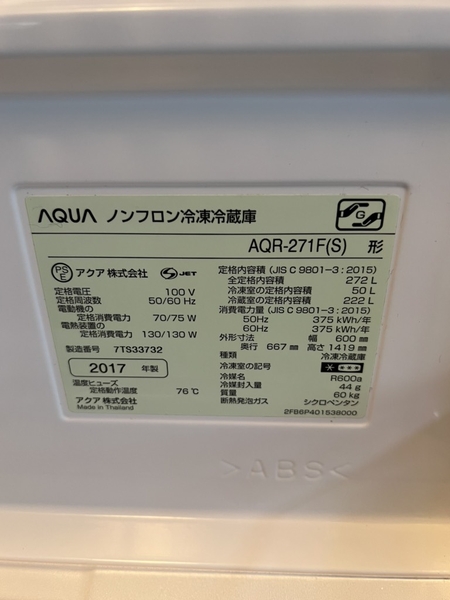 AQUA ノンフロン冷凍冷蔵庫
G
AQR-271F(S) 形
PS
E
アクア 株式会社
S JET
定格電圧 100 V
定格周波数 50/60 Hz
電動機の
定格消費電力 70/75 W
電熱装置の
定格消費電力 130/130 W
製造番号 7TS33732
2017 年製
温度ヒューズ
定格動作温度 76℃
アクア 株式会社
Made in Thailand
定格内容積 (JIS C 9801-3:2015)
全定格内容積 272 L
冷凍室の定格内容積 50 L
冷蔵室の定格内容積 222 L
消費電力量 (JIS C 9801-3:2015)
50Hz 375 kWh/年
60Hz 375 kWh/年
外形寸法 幅 600 mm
奥行 667 mm 高さ 1419 mm
種類 冷凍冷蔵庫
冷凍室の記号
冷媒名 R600a
冷媒封入量 44 g
質量 60 kg
断熱発泡ガス シクロペンタン
2FB6P401538000
>ABS<